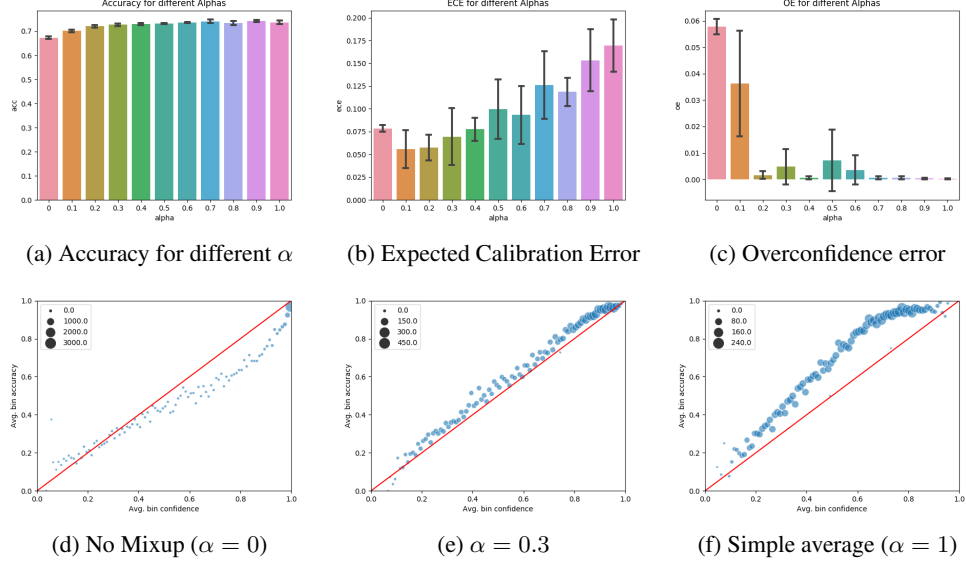 Accuracy for different Alphas
acc
0.0
0.1
0.2
0.3
0.4
0.5
0.6
0.7
0 0.1 0.2 0.3 0.4 0.5 0.6 0.7 0.8 0.9 1.0
alpha
(a) Accuracy for different α
ECE for different Alphas
ece
0.200
0.175
0.150
0.125
0.100
0.075
0.050
0.025
0.000
0 0.1 0.2 0.3 0.4 0.5 0.6 0.7 0.8 0.9 1.0
alpha
(b) Expected Calibration Error
OE for different Alphas
oe
0.06
0.05
0.04
0.03
0.02
0.01
0.00
0 0.1 0.2 0.3 0.4 0.5 0.6 0.7 0.8 0.9 1.0
alpha
(c) Overconfidence error
0.0
1000.0
2000.0
3000.0
Avg. bin accuracy
1.0
0.8
0.6
0.4
0.2
0.0
0.0 0.2 0.4 0.6 0.8 1.0
Avg. bin confidence
(d) No Mixup (α = 0)
0.0
150.0
300.0
450.0
Avg. bin accuracy
1.0
0.8
0.6
0.4
0.2
0.0
0.0 0.2 0.4 0.6 0.8 1.0
Avg. bin confidence
(e) α = 0.3
0.0
80.0
160.0
240.0
Avg. bin accuracy
1.0
0.8
0.6
0.4
0.2
0.0
0.0 0.2 0.4 0.6 0.8 1.0
Avg. bin confidence
(f) Simple average (α = 1)